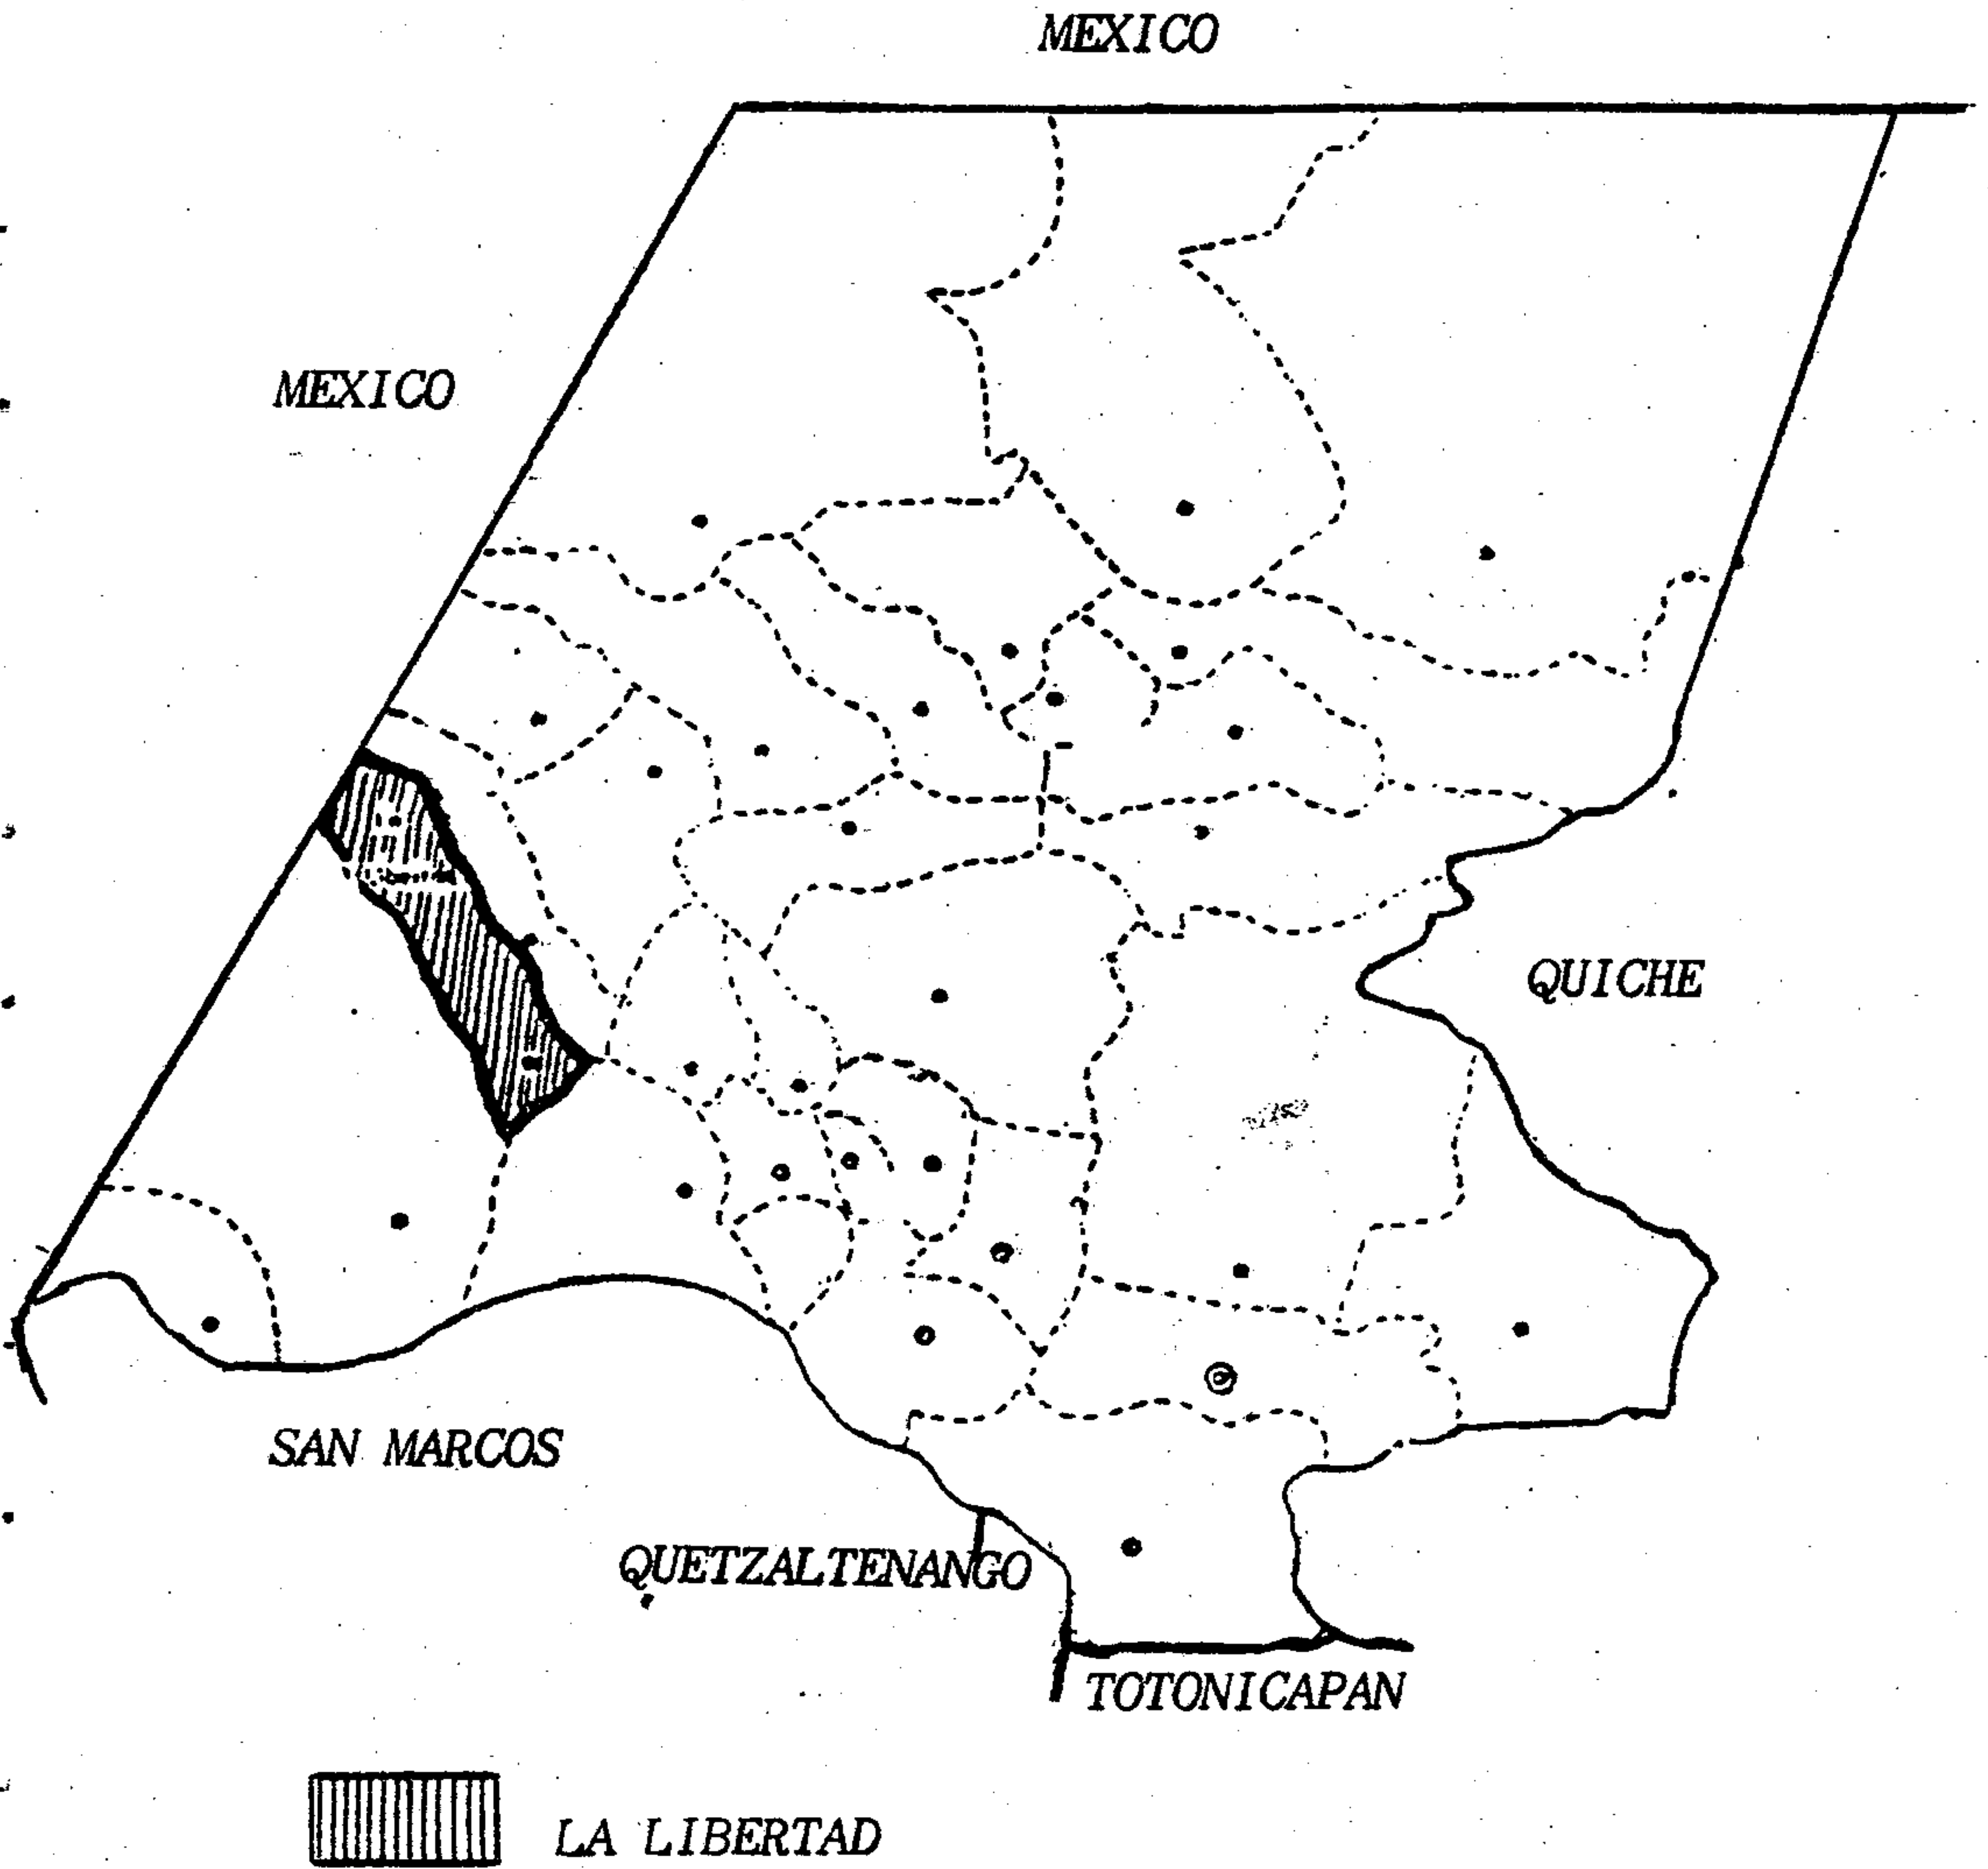 MEXICO
MEXICO
QUICHE
SAN MARCOS
QUETZALTENANGO
TOTONICAPAN
LA LIBERTAD